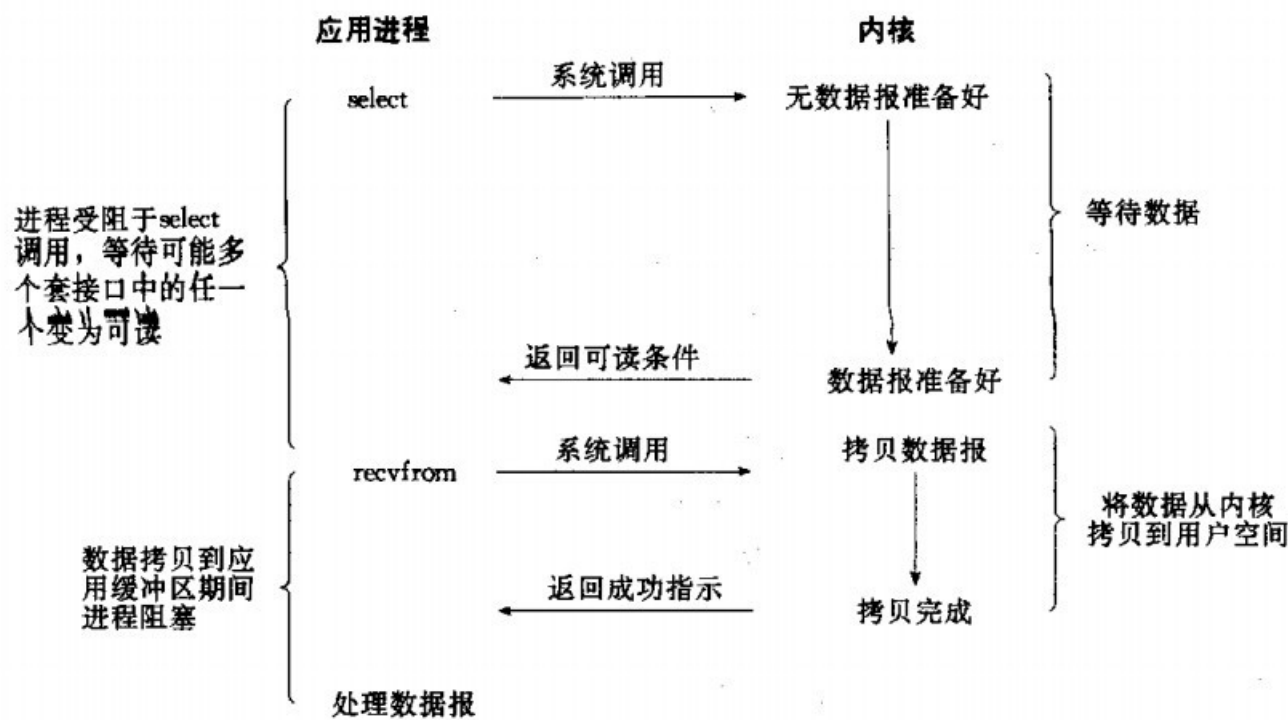 应用进程
内核
系统调用
select
无数据报准备好
进程受阻于select
调用，等待可能多
个套接口中的任一
个变为可读
等待数据
返回可读条件
数据报准备好
系统调用
recvfrom
拷贝数据报
将数据从内核
拷贝到用户空间
数据拷贝到应
用缓冲区期间
进程阻塞
返回成功指示
拷贝完成
处理数据报